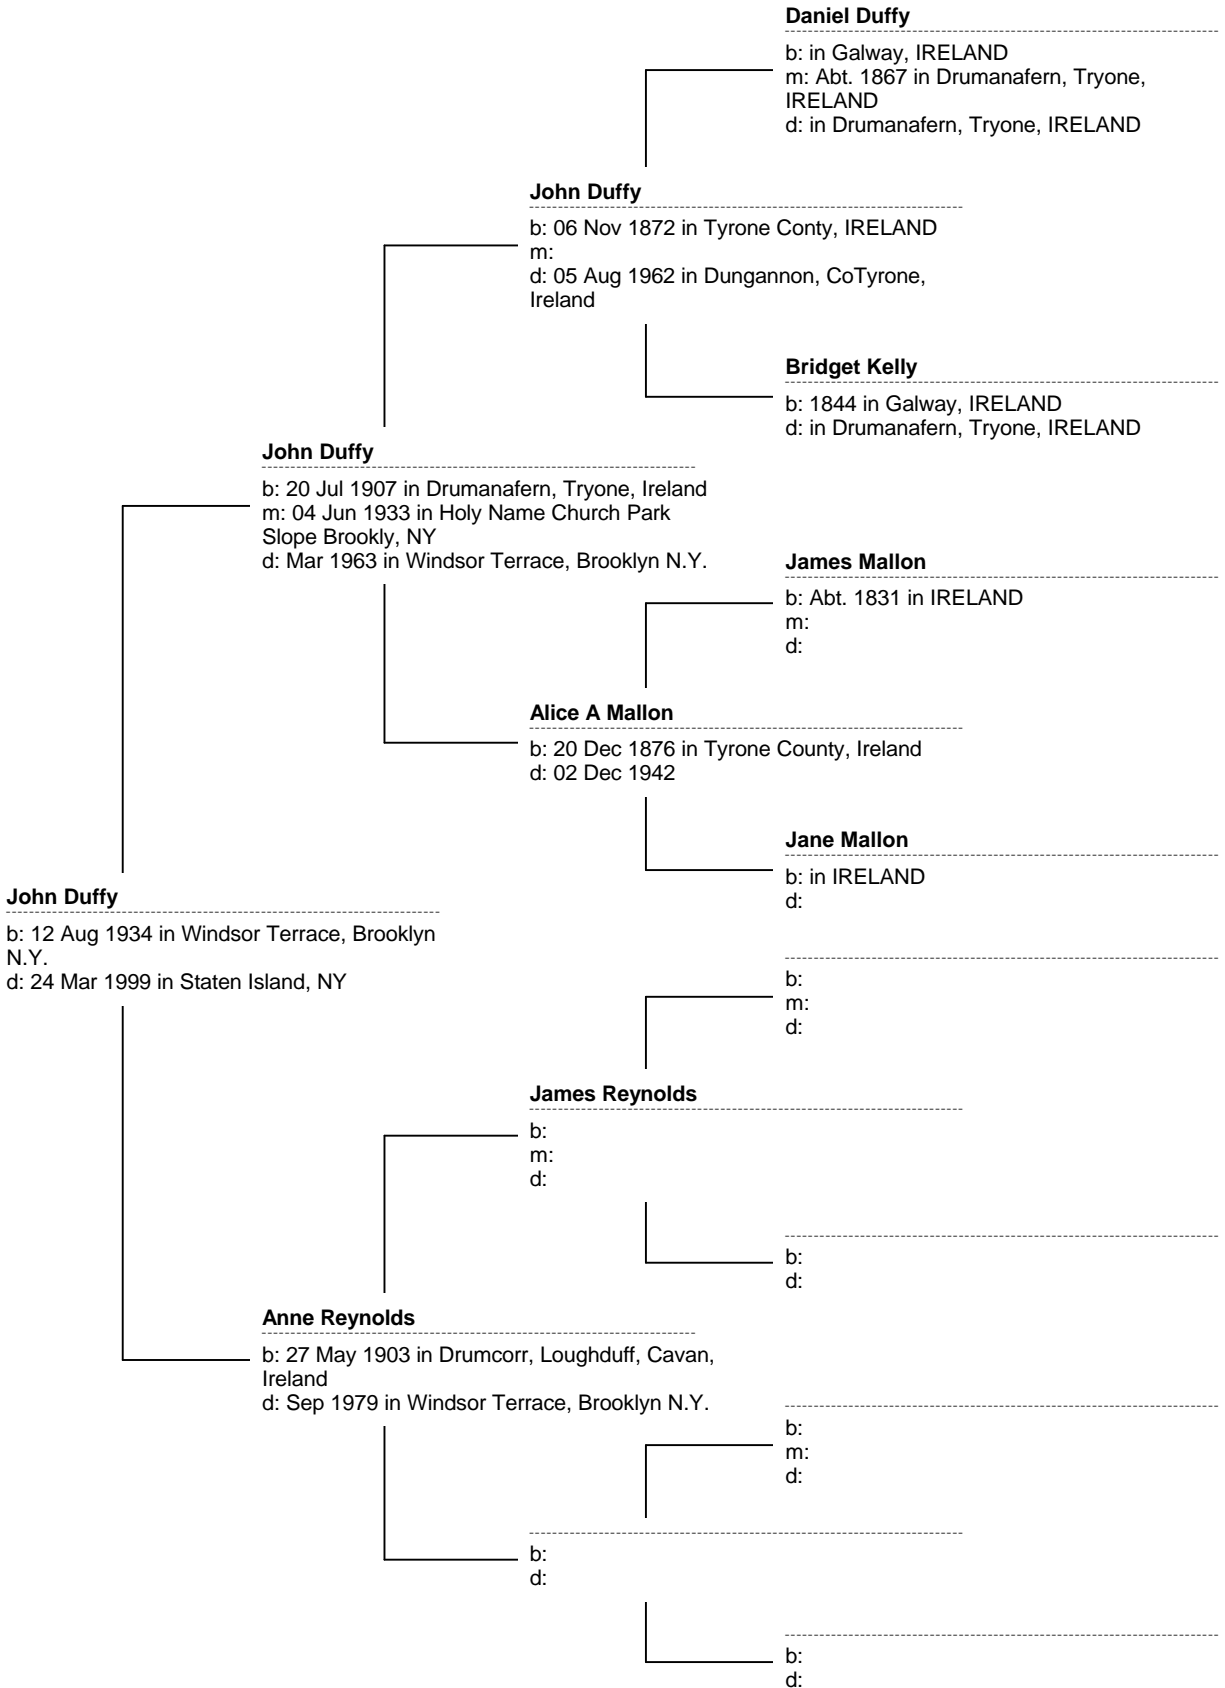 Daniel Duffy
b: in Galway, IRELAND
m: Abt. 1867 in Drumanafern, Tryone,
IRELAND
d: in Drumanafern, Tryone, IRELAND
John Duffy
b: 06 Nov 1872 in Tyrone Conty, IRELAND
m:
d: 05 Aug 1962 in Dungannon, CoTyrone,
Ireland
Bridget Kelly
b: 1844 in Galway, IRELAND
d: in Drumanafern, Tryone, IRELAND
John Duffy
b: 20 Jul 1907 in Drumanafern, Tryone, Ireland
m: 04 Jun 1933 in Holy Name Church Park
Slope Brookly, NY
d: Mar 1963 in Windsor Terrace, Brooklyn N.Y.
James Mallon
b: Abt. 1831 in IRELAND
m:
d:
Alice A Mallon
b: 20 Dec 1876 in Tyrone County, Ireland
d: 02 Dec 1942
Jane Mallon
b: in IRELAND
d:
John Duffy
b: 12 Aug 1934 in Windsor Terrace, Brooklyn
N.Y.
d: 24 Mar 1999 in Staten Island, NY
b:
m:
d:
James Reynolds
b:
m:
d:
b:
d:
Anne Reynolds
b: 27 May 1903 in Drumcorr, Loughduff, Cavan,
Ireland
d: Sep 1979 in Windsor Terrace, Brooklyn N.Y.
b:
m:
d:
b:
d:
b:
d: